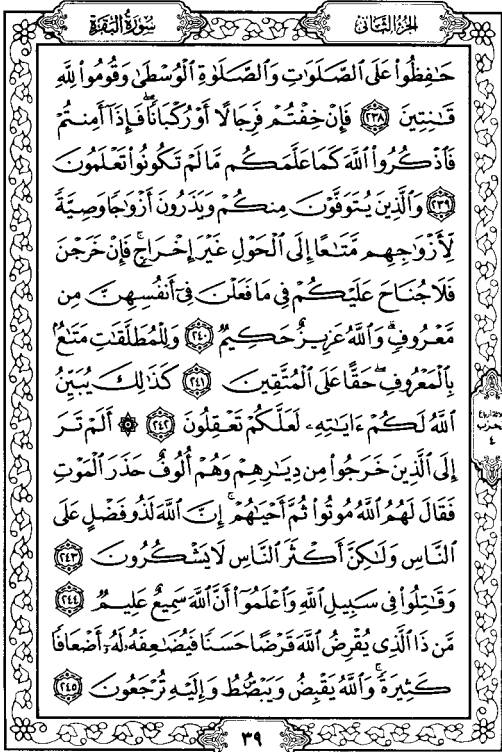 سُورَةُ البَقَرَةِ
الجُزْءُ الثَّانِي
حَٰفِظُوا۟ عَلَى ٱلصَّلَوَٰتِ وَٱلصَّلَوٰةِ ٱلْوُسْطَىٰ وَقُومُوا۟ لِلَّهِ
قَٰنِتِينَ ٢٣٨ فَإِنْ خِفْتُمْ فَرِجَالًا أَوْ رُكْبَانًا ۖ فَإِذَآ أَمِنتُمْ
فَٱذْكُرُوا۟ ٱللَّهَ كَمَا عَلَّمَكُم مَّا لَمْ تَكُونُوا۟ تَعْلَمُونَ
٢٣٩ وَٱلَّذِينَ يُتَوَفَّوْنَ مِنكُمْ وَيَذَرُونَ أَزْوَٰجًا وَصِيَّةً
لِّأَزْوَٰجِهِم مَّتَٰعًا إِلَى ٱلْحَوْلِ غَيْرَ إِخْرَاجٍ ۚ فَإِنْ خَرَجْنَ
فَلَا جُنَاحَ عَلَيْكُمْ فِى مَا فَعَلْنَ فِىٓ أَنفُسِهِنَّ مِن
مَّعْرُوفٍ ۗ وَٱللَّهُ عَزِيزٌ حَكِيمٌ ٢٤٠ وَلِلْمُطَلَّقَٰتِ مَتَٰعٌۢ
بِٱلْمَعْرُوفِ ۖ حَقًّا عَلَى ٱلْمُتَّقِينَ ٢٤١ كَذَٰلِكَ يُبَيِّنُ
ٱللَّهُ لَكُمْ ءَايَٰتِهِۦ لَعَلَّكُمْ تَعْقِلُونَ ٢٤٢ ۞ أَلَمْ تَرَ
إِلَى ٱلَّذِينَ خَرَجُوا۟ مِن دِيَٰرِهِمْ وَهُمْ أُلُوفٌ حَذَرَ ٱلْمَوْتِ
فَقَالَ لَهُمُ ٱللَّهُ مُوتُوا۟ ثُمَّ أَحْيَٰهُمْ ۚ إِنَّ ٱللَّهَ لَذُو فَضْلٍ عَلَى
ٱلنَّاسِ وَلَٰكِنَّ أَكْثَرَ ٱلنَّاسِ لَا يَشْكُرُونَ ٢٤٣
وَقَٰتِلُوا۟ فِى سَبِيلِ ٱللَّهِ وَٱعْلَمُوٓا۟ أَنَّ ٱللَّهَ سَمِيعٌ عَلِيمٌ ٢٤٤
مَّن ذَا ٱلَّذِى يُقْرِضُ ٱللَّهَ قَرْضًا حَسَنًا فَيُضَٰعِفَهُۥ لَهُۥٓ أَضْعَافًا
كَثِيرَةً ۚ وَٱللَّهُ يَقْبِضُ وَيَبْصُۜطُ وَإِلَيْهِ تُرْجَعُونَ ٢٤٥
حزب
٤
٣٩